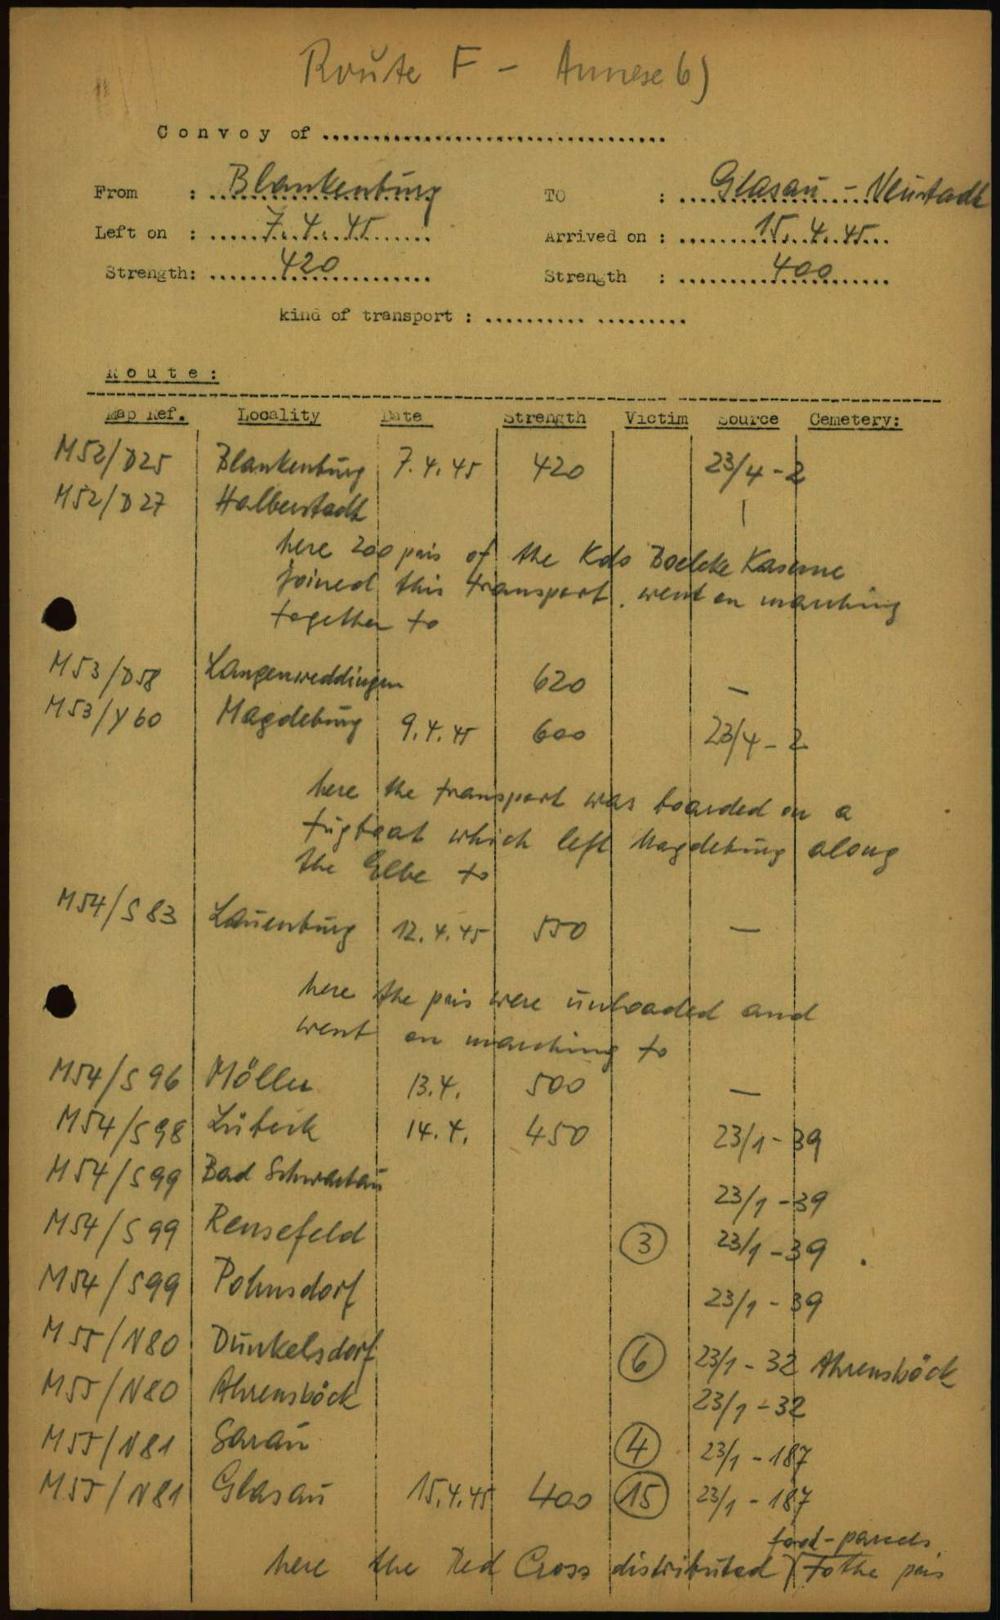 Route F - Annexe 6)
Convoy of ..................................
From : Blankenburg TO : Glasau - Neustadt
Left on : 7.4.45 Arrived on : 15.4.45
Strength: 420 Strength : 400
kind of transport : .......... .........
Route:
Map Ref. Locality Date Strength Victim Source Cemetery:
M52/D25 Blankenburg 7.4.45 420 23/4-2
M52/D27 Halberstadt
here 200 pris of the Kdo Boelcke Kaserne
joined this transport. went on marching
together to
M53/D58 Langenweddingen 620 —
M53/Y60 Magdeburg 9.4.45 600 23/4-2
here the transport was boarded on a
tugboat which left Magdeburg along
the Elbe to
M54/S83 Lauenburg 12.4.45 550 —
here the pris were unloaded and
went on marching to
M54/S96 Mölln 13.4. 500 —
M54/S98 Lübeck 14.4. 450 23/1-39
M54/S99 Bad Schwartau 23/1-39
M54/S99 Rensefeld 3 23/1-39
M54/S99 Pohnsdorf 23/1-39
M55/N80 Dunkelsdorf 6 23/1-32 Ahrensböck
M55/N80 Ahrensböck 23/1-32
M55/N81 Sarau 4 23/1-187
M55/N81 Glasau 15.4.45 400 15 23/1-187
food-parcels
here the Red Cross distributed to the pris